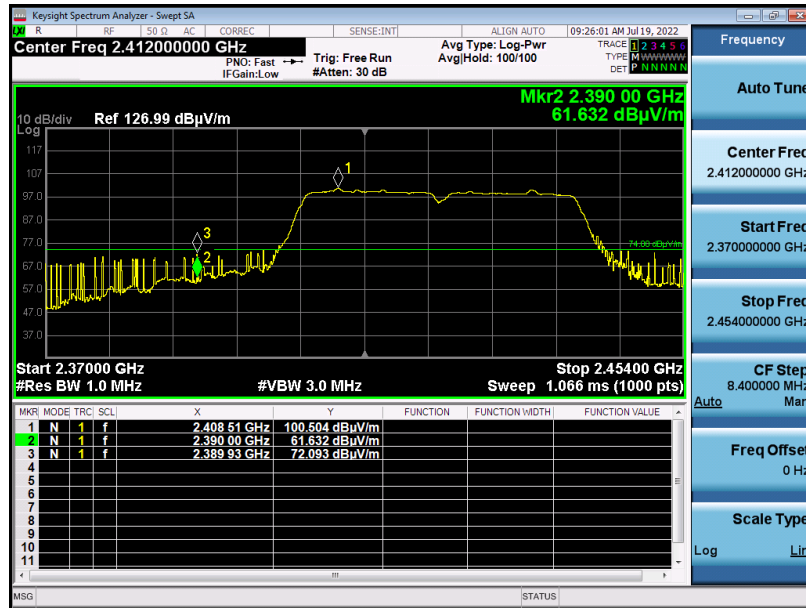 Keysight Spectrum Analyzer - Swept SA
LXI R RF 50 Ω AC CORREC SENSE:INT ALIGN AUTO 09:26:01 AM Jul 19, 2022
Center Freq 2.412000000 GHz
PNO: Fast
IFGain:Low
Trig: Free Run
#Atten: 30 dB
Avg Type: Log-Pwr
Avg|Hold: 100/100
TRACE 1 2 3 4 5 6
TYPE M W W W W W
DET P N N N N N
Mkr2 2.390 00 GHz
61.632 dBµV/m
10 dB/div Ref 126.99 dBµV/m
Log
117
107
97.0
87.0
77.0
67.0
57.0
47.0
37.0
1
3
2
74.00 dBµV/m
Start 2.37000 GHz Stop 2.45400 GHz
#Res BW 1.0 MHz #VBW 3.0 MHz Sweep 1.066 ms (1000 pts)
MKR MODE TRC SCL X Y FUNCTION FUNCTION WIDTH FUNCTION VALUE
1 N 1 f 2.408 51 GHz 100.504 dBµV/m
2 N 1 f 2.390 00 GHz 61.632 dBµV/m
3 N 1 f 2.389 93 GHz 72.093 dBµV/m
4
5
6
7
8
9
10
11
MSG STATUS
Frequency
Auto Tune
Center Freq
2.412000000 GHz
Start Freq
2.370000000 GHz
Stop Freq
2.454000000 GHz
CF Step
8.400000 MHz
Auto Man
Freq Offset
0 Hz
Scale Type
Log Lin